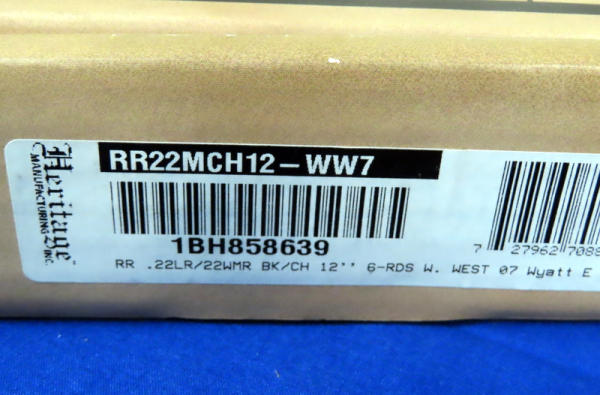 Heritage
MANUFACTURING, INC.
RR22MCH12-WW7
1BH858639
7 27962 7088
RR .22LR/22WMR BK/CH 12'' 6-RDS W. WEST 07 Wyatt E